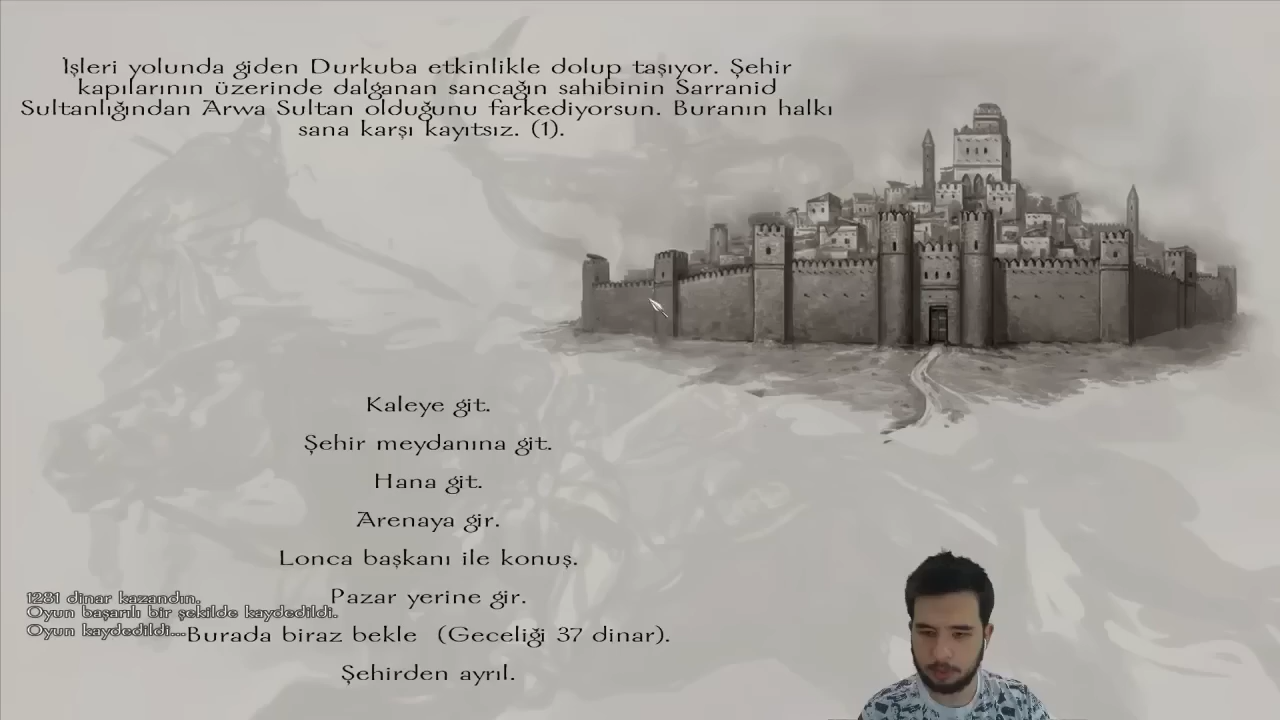 İşleri yolunda giden Durkuba etkinlikle dolup taşıyor. Şehir
kapılarının üzerinde dalganan sancağın sahibinin Sarranid
Sultanlığından Arwa Sultan olduğunu farkediyorsun. Buranın halkı
sana karşı kayıtsız. (1).
Kaleye git.
Şehir meydanına git.
Hana git.
Arenaya gir.
Lonca başkanı ile konuş.
Pazar yerine gir.
Burada biraz bekle (Geceliği 37 dinar).
Şehirden ayrıl.
1281 dinar kazandın.
Oyun başarılı bir şekilde kaydedildi.
Oyun kaydedildi...